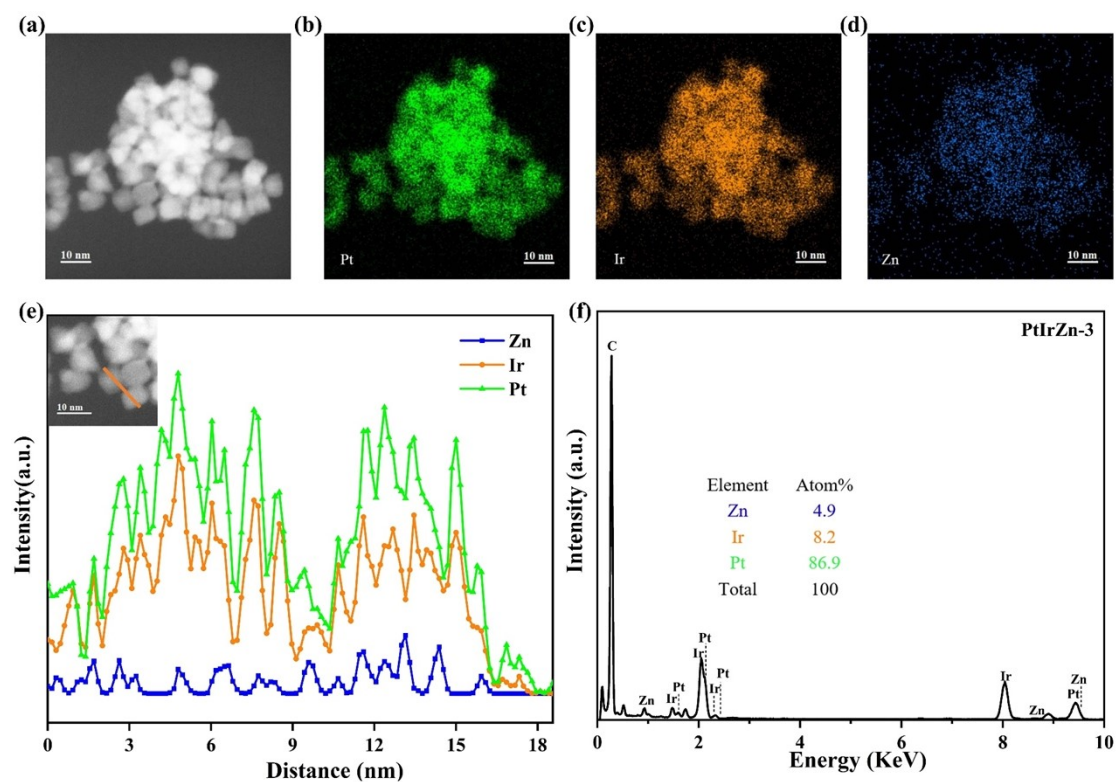 (a)
(b)
(c)
(d)
10 nm
Pt
10 nm
Ir
10 nm
Zn
10 nm
(e)
10 nm
Zn
Ir
Pt
Intensity(a.u.)
0 3 6 9 12 15 18
Distance (nm)
(f)
PtIrZn-3
C
Element Atom%
Zn 4.9
Ir 8.2
Pt 86.9
Total 100
Zn
Ir
Pt
Ir
Pt
Ir
Pt
Ir
Zn
Pt
Zn
Intensity (a.u.)
0 2 4 6 8 10
Energy (KeV)